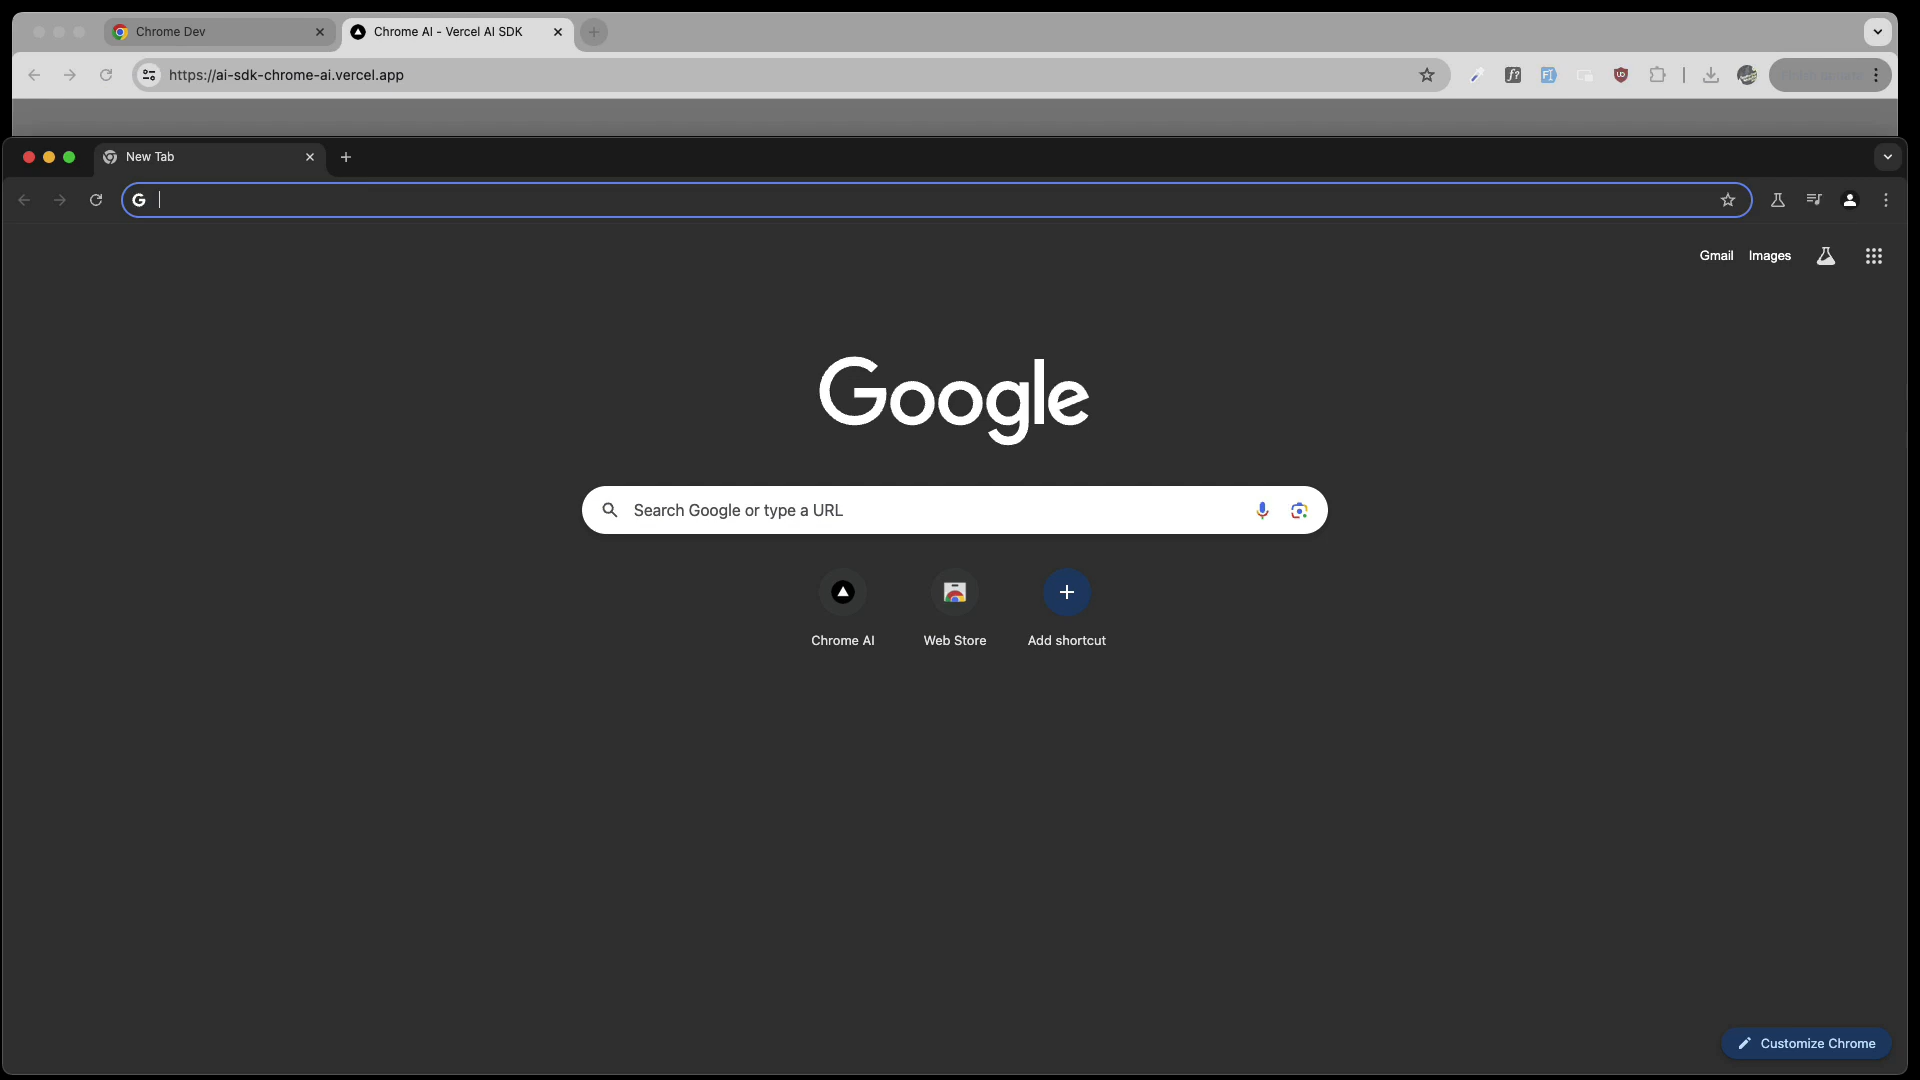 Chrome Dev
Chrome AI - Vercel AI SDK
https://ai-sdk-chrome-ai.vercel.app
New Tab
Gmail Images
Google
Search Google or type a URL
Chrome AI
Web Store
Add shortcut
Customize Chrome